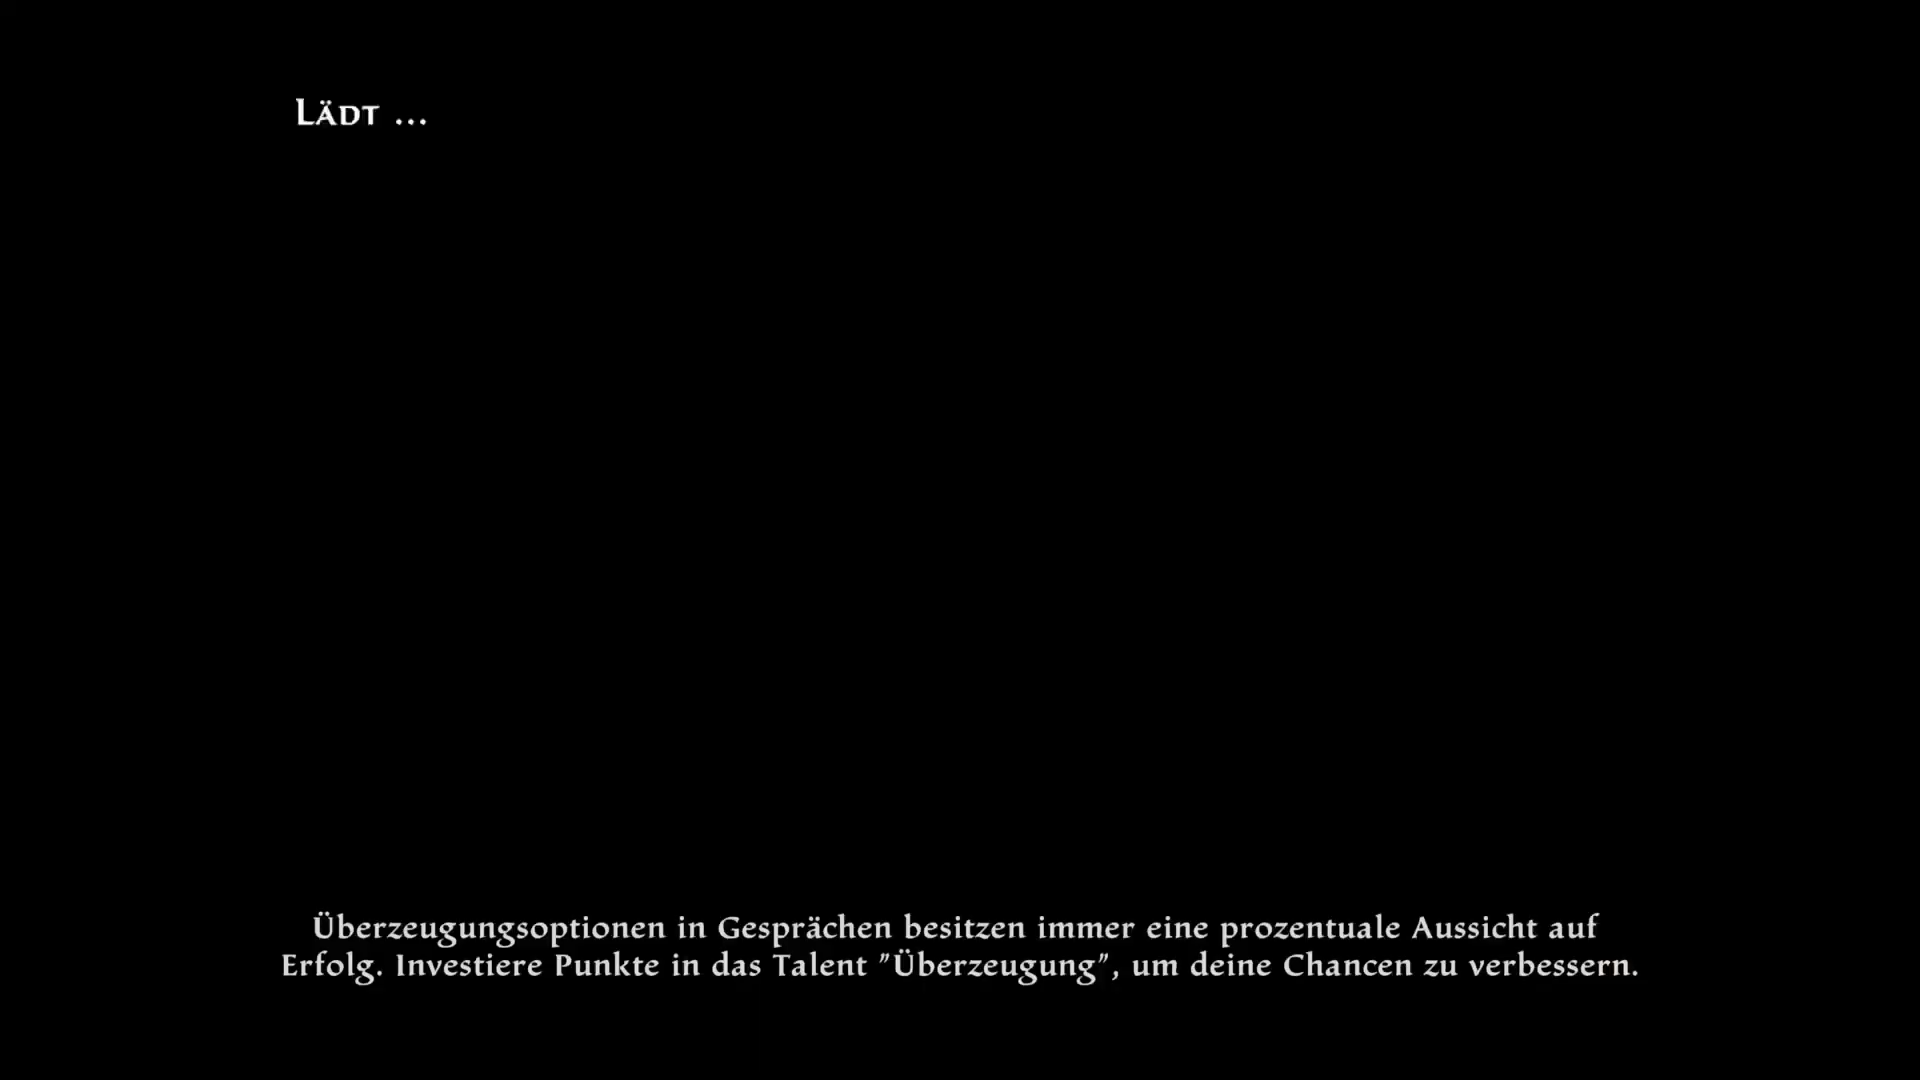 Lädt ...
Überzeugungsoptionen in Gesprächen besitzen immer eine prozentuale Aussicht auf
Erfolg. Investiere Punkte in das Talent "Überzeugung", um deine Chancen zu verbessern.